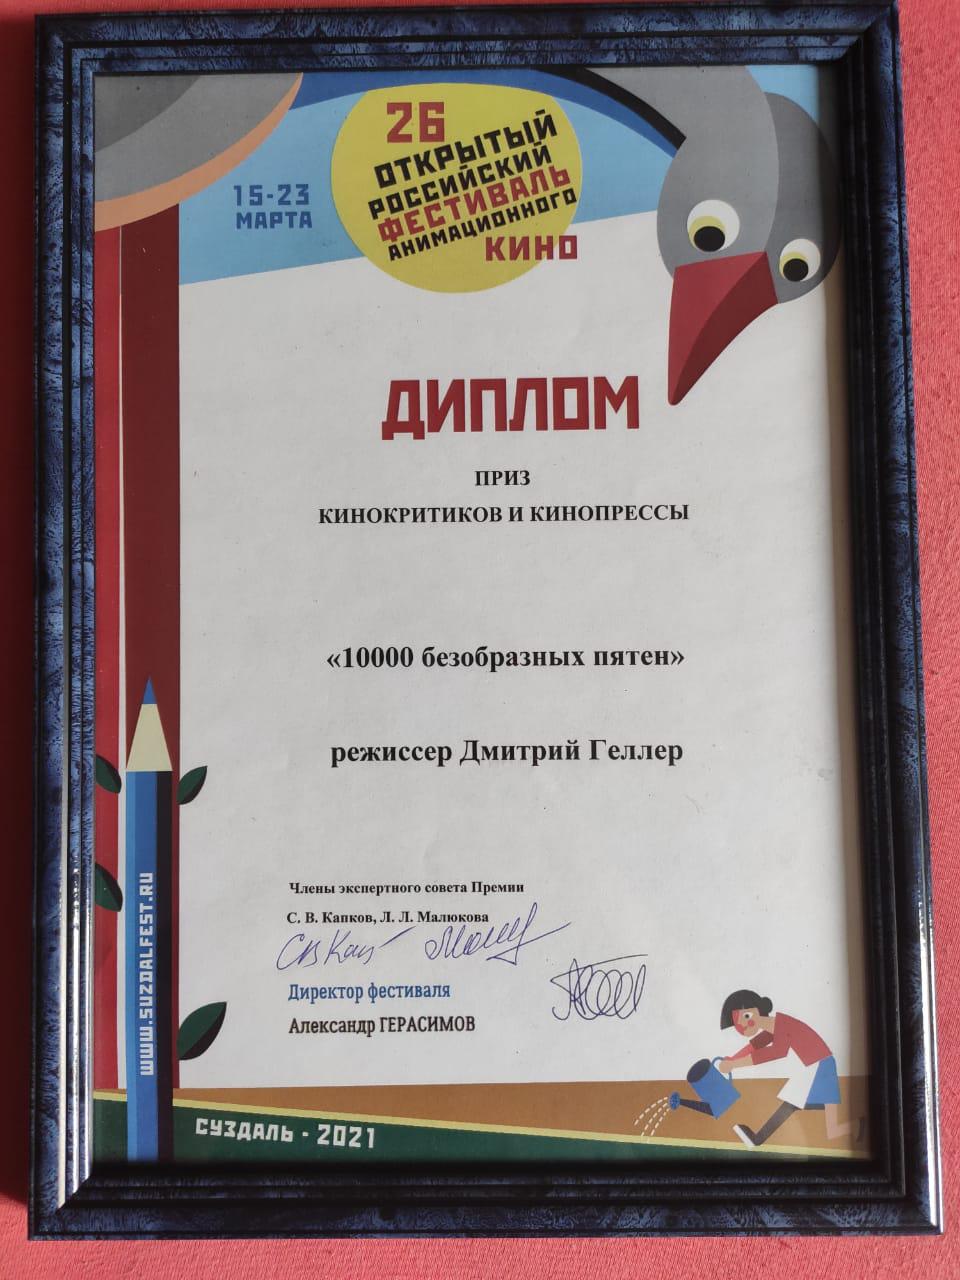 26
ОТКРЫТЫЙ
РОССИЙСКИЙ
ФЕСТИВАЛЬ
АНИМАЦИОННОГО
КИНО
15-23
МАРТА
ДИПЛОМ
ПРИЗ
КИНОКРИТИКОВ И КИНОПРЕССЫ
«10000 безобразных пятен»
режиссер Дмитрий Геллер
Члены экспертного совета Премии
С. В. Капков, Л. Л. Малюкова
Директор фестиваля
Александр ГЕРАСИМОВ
WWW.SUZDALFEST.RU
СУЗДАЛЬ - 2021